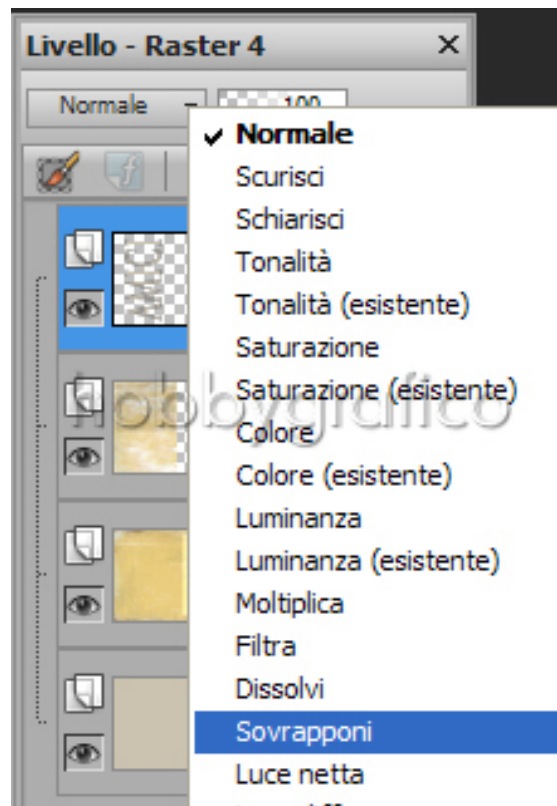 Livello - Raster 4
Normale
100
Normale
Scurisci
Schiarisci
Tonalità
Tonalità (esistente)
Saturazione
Saturazione (esistente)
Colore
Colore (esistente)
Luminanza
Luminanza (esistente)
Moltiplica
Filtra
Dissolvi
Sovrapponi
Luce netta
hobbygrafico